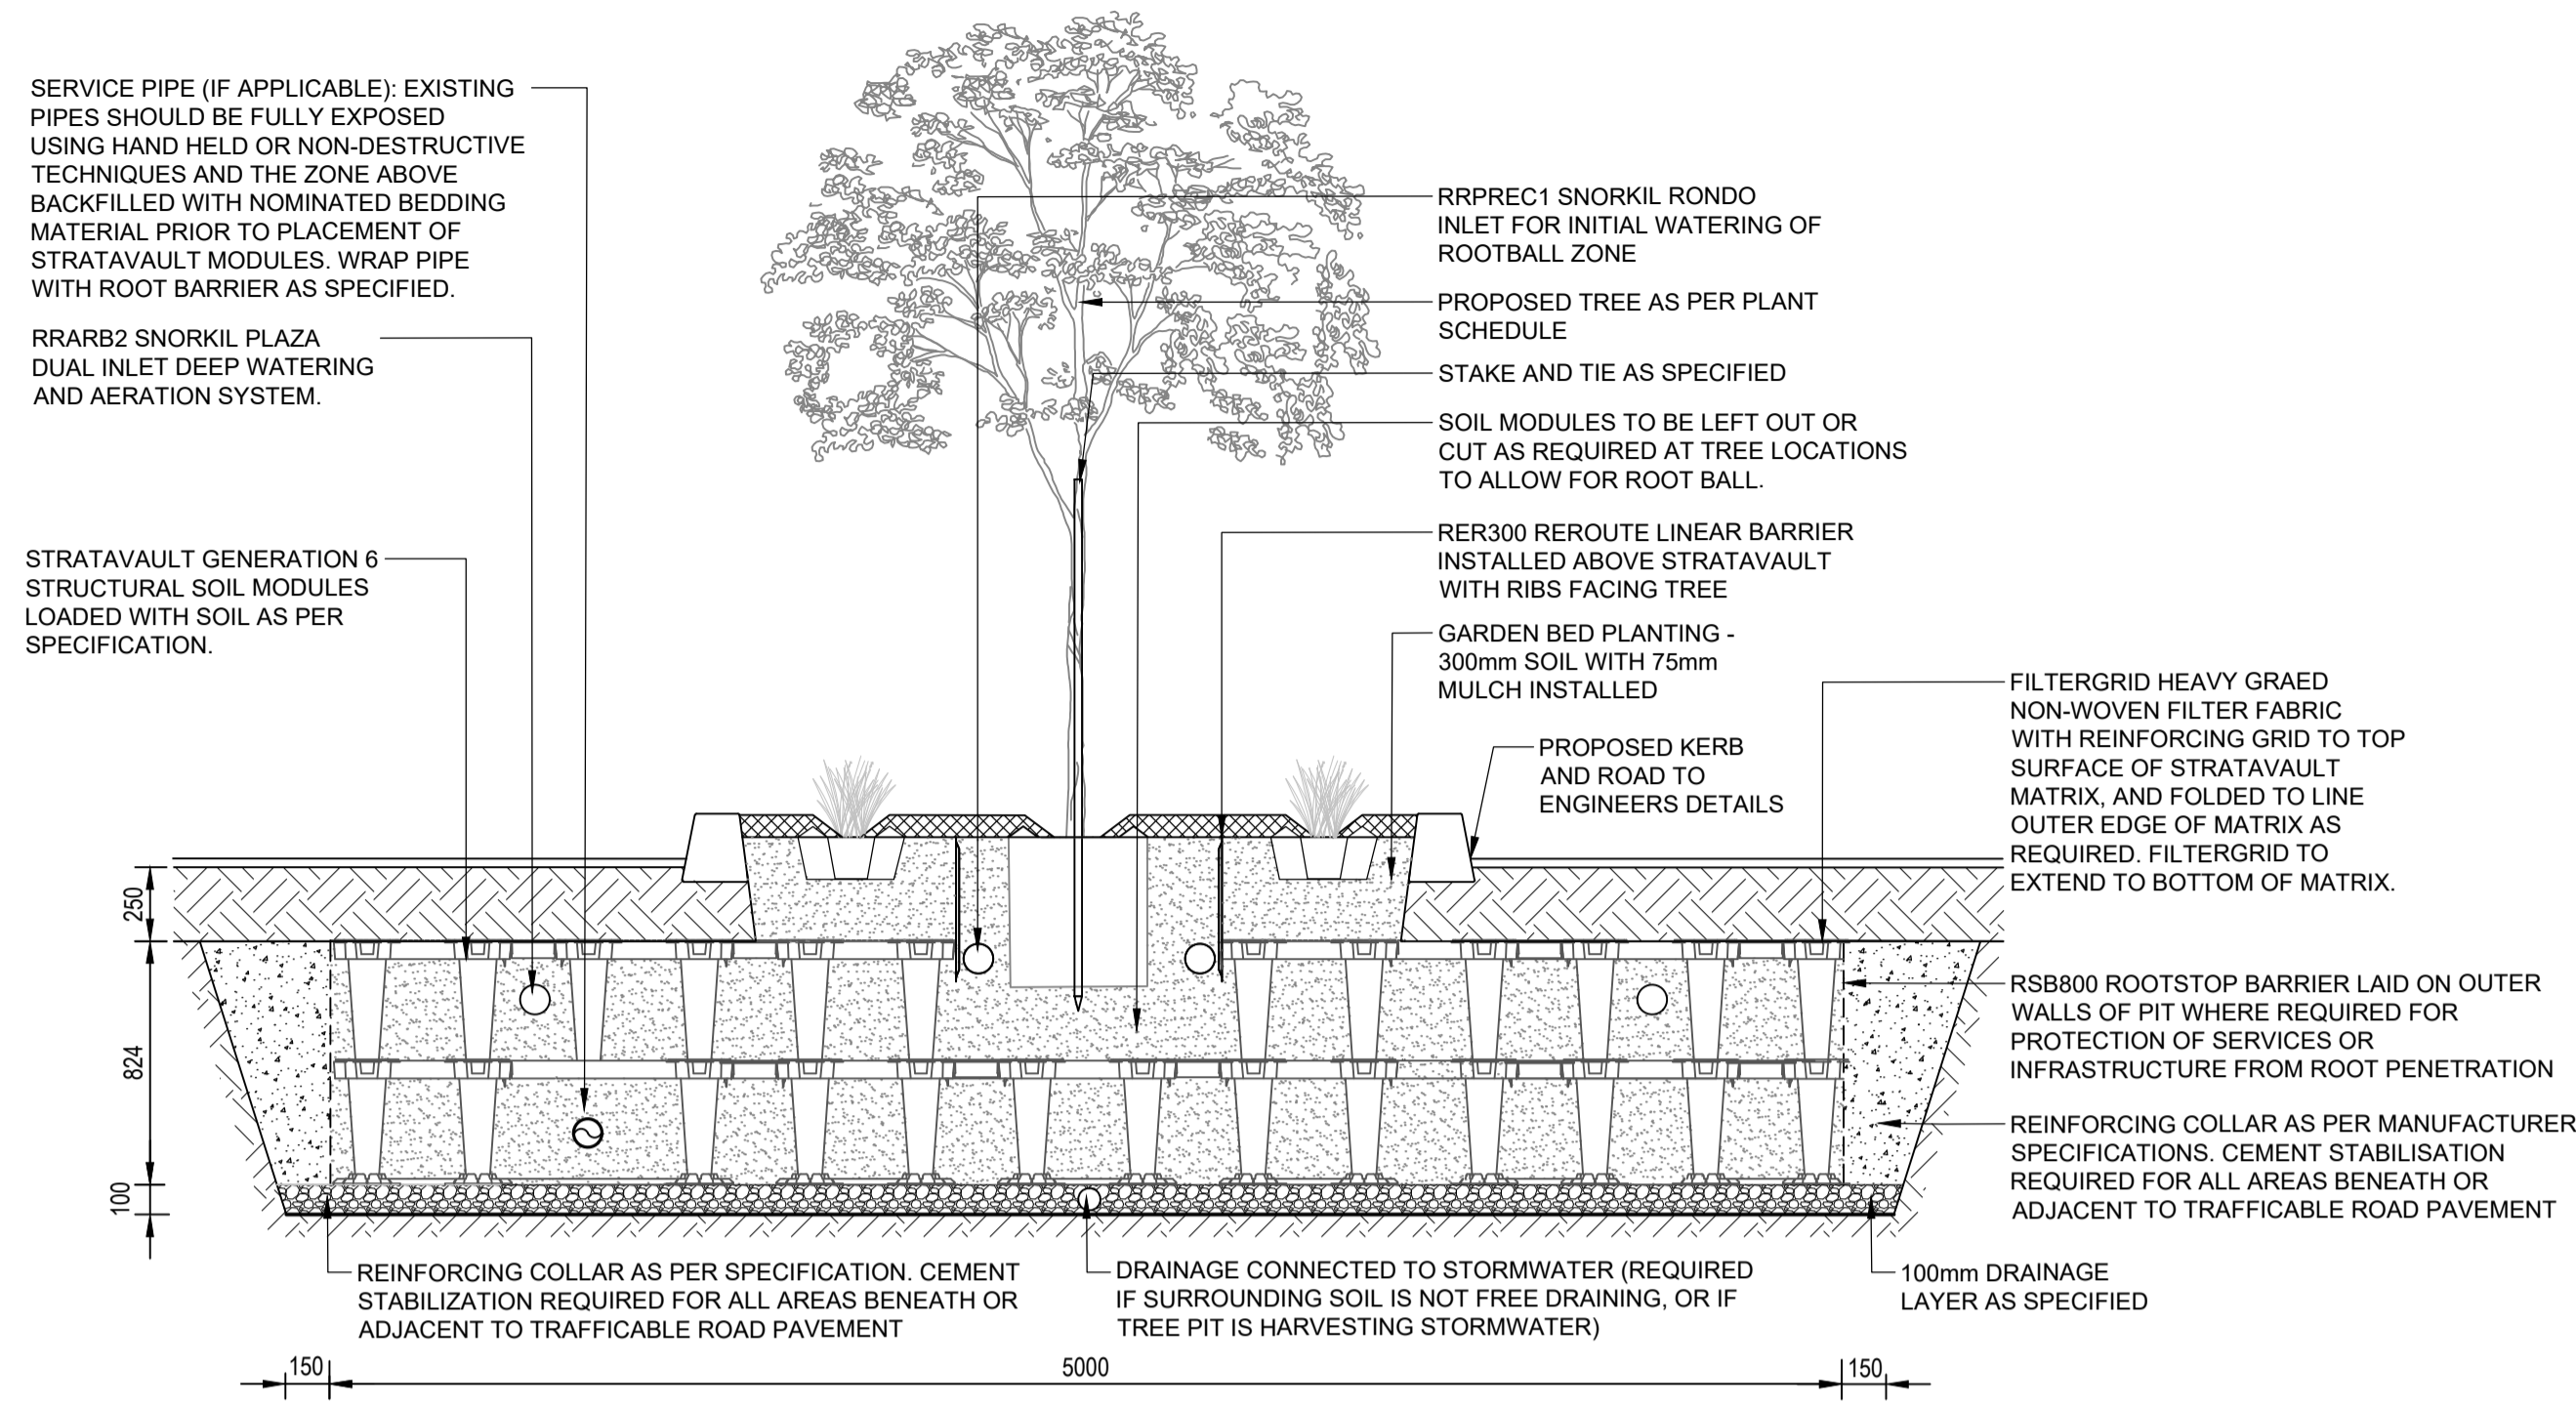 SERVICE PIPE (IF APPLICABLE): EXISTING
PIPES SHOULD BE FULLY EXPOSED
USING HAND HELD OR NON-DESTRUCTIVE
TECHNIQUES AND THE ZONE ABOVE
BACKFILLED WITH NOMINATED BEDDING
MATERIAL PRIOR TO PLACEMENT OF
STRATAVAULT MODULES. WRAP PIPE
WITH ROOT BARRIER AS SPECIFIED.
RRARB2 SNORKIL PLAZA
DUAL INLET DEEP WATERING
AND AERATION SYSTEM.
STRATAVAULT GENERATION 6
STRUCTURAL SOIL MODULES
LOADED WITH SOIL AS PER
SPECIFICATION.
RRPREC1 SNORKIL RONDO
INLET FOR INITIAL WATERING OF
ROOTBALL ZONE
PROPOSED TREE AS PER PLANT
SCHEDULE
STAKE AND TIE AS SPECIFIED
SOIL MODULES TO BE LEFT OUT OR
CUT AS REQUIRED AT TREE LOCATIONS
TO ALLOW FOR ROOT BALL.
RER300 REROUTE LINEAR BARRIER
INSTALLED ABOVE STRATAVAULT
WITH RIBS FACING TREE
GARDEN BED PLANTING -
300mm SOIL WITH 75mm
MULCH INSTALLED
PROPOSED KERB
AND ROAD TO
ENGINEERS DETAILS
FILTERGRID HEAVY GRAED
NON-WOVEN FILTER FABRIC
WITH REINFORCING GRID TO TOP
SURFACE OF STRATAVAULT
MATRIX, AND FOLDED TO LINE
OUTER EDGE OF MATRIX AS
REQUIRED. FILTERGRID TO
EXTEND TO BOTTOM OF MATRIX.
RSB800 ROOTSTOP BARRIER LAID ON OUTER
WALLS OF PIT WHERE REQUIRED FOR
PROTECTION OF SERVICES OR
INFRASTRUCTURE FROM ROOT PENETRATION
REINFORCING COLLAR AS PER MANUFACTURER
SPECIFICATIONS. CEMENT STABILISATION
REQUIRED FOR ALL AREAS BENEATH OR
ADJACENT TO TRAFFICABLE ROAD PAVEMENT
250
824
100
REINFORCING COLLAR AS PER SPECIFICATION. CEMENT
STABILIZATION REQUIRED FOR ALL AREAS BENEATH OR
ADJACENT TO TRAFFICABLE ROAD PAVEMENT
DRAINAGE CONNECTED TO STORMWATER (REQUIRED
IF SURROUNDING SOIL IS NOT FREE DRAINING, OR IF
TREE PIT IS HARVESTING STORMWATER)
100mm DRAINAGE
LAYER AS SPECIFIED
150
5000
150